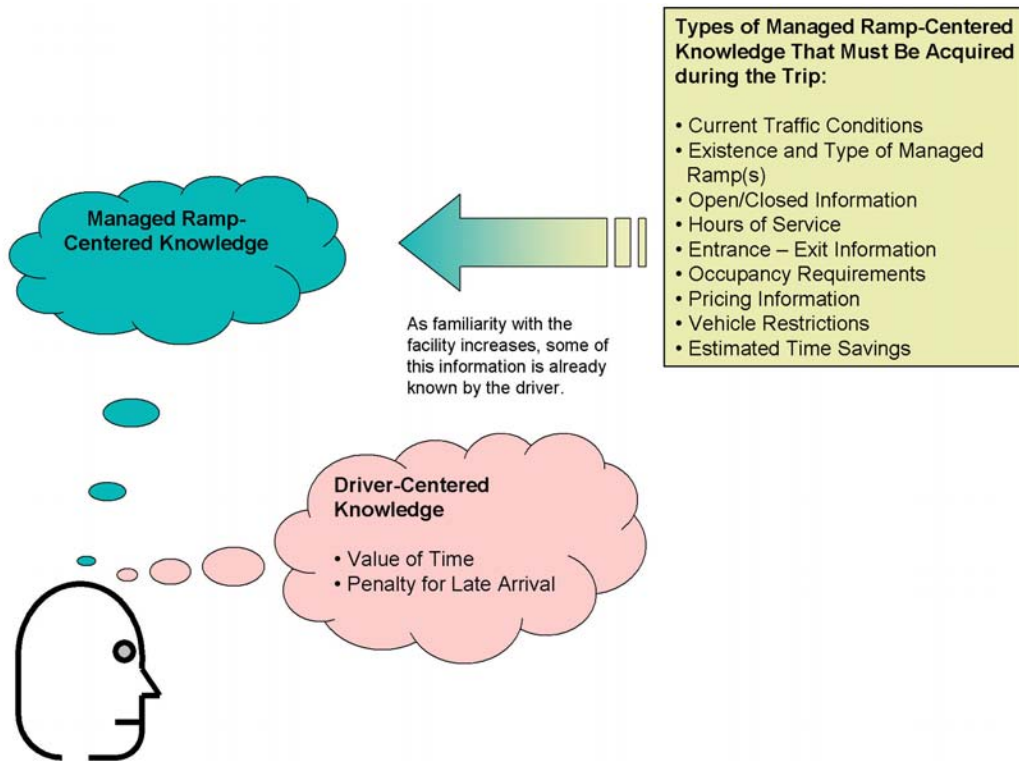 Types of Managed Ramp-Centered
Knowledge That Must Be Acquired
during the Trip:
• Current Traffic Conditions
• Existence and Type of Managed
Ramp(s)
• Open/Closed Information
• Hours of Service
• Entrance – Exit Information
• Occupancy Requirements
• Pricing Information
• Vehicle Restrictions
• Estimated Time Savings
Managed Ramp-
Centered Knowledge
As familiarity with the
facility increases, some of
this information is already
known by the driver.
Driver-Centered
Knowledge
• Value of Time
• Penalty for Late Arrival